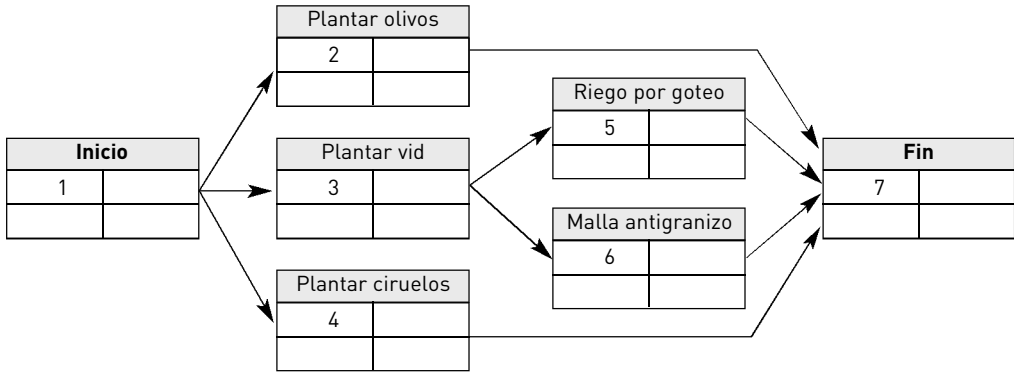 Plantar olivos
2
Riego por goteo
5
Inicio
1
Plantar vid
3
Fin
7
Malla antigranizo
6
Plantar ciruelos
4